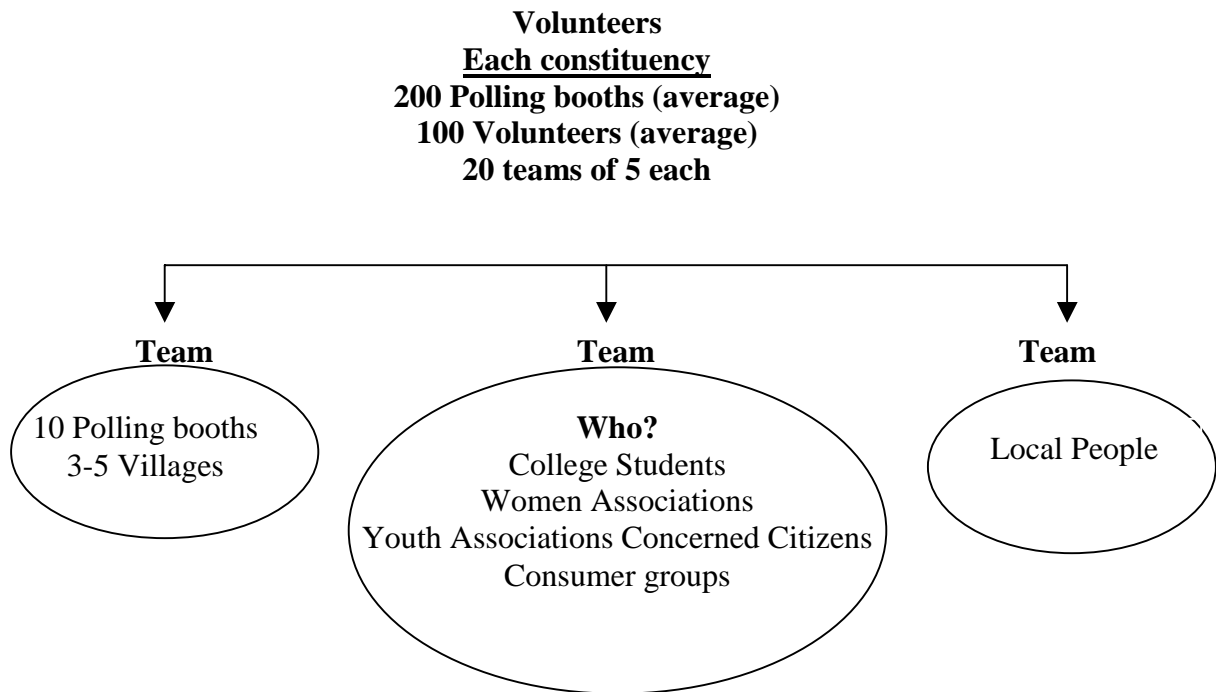 Volunteers
Each constituency
200 Polling booths (average)
100 Volunteers (average)
20 teams of 5 each
Team
10 Polling booths
3-5 Villages
Team
Who?
College Students
Women Associations
Youth Associations Concerned Citizens
Consumer groups
Team
Local People